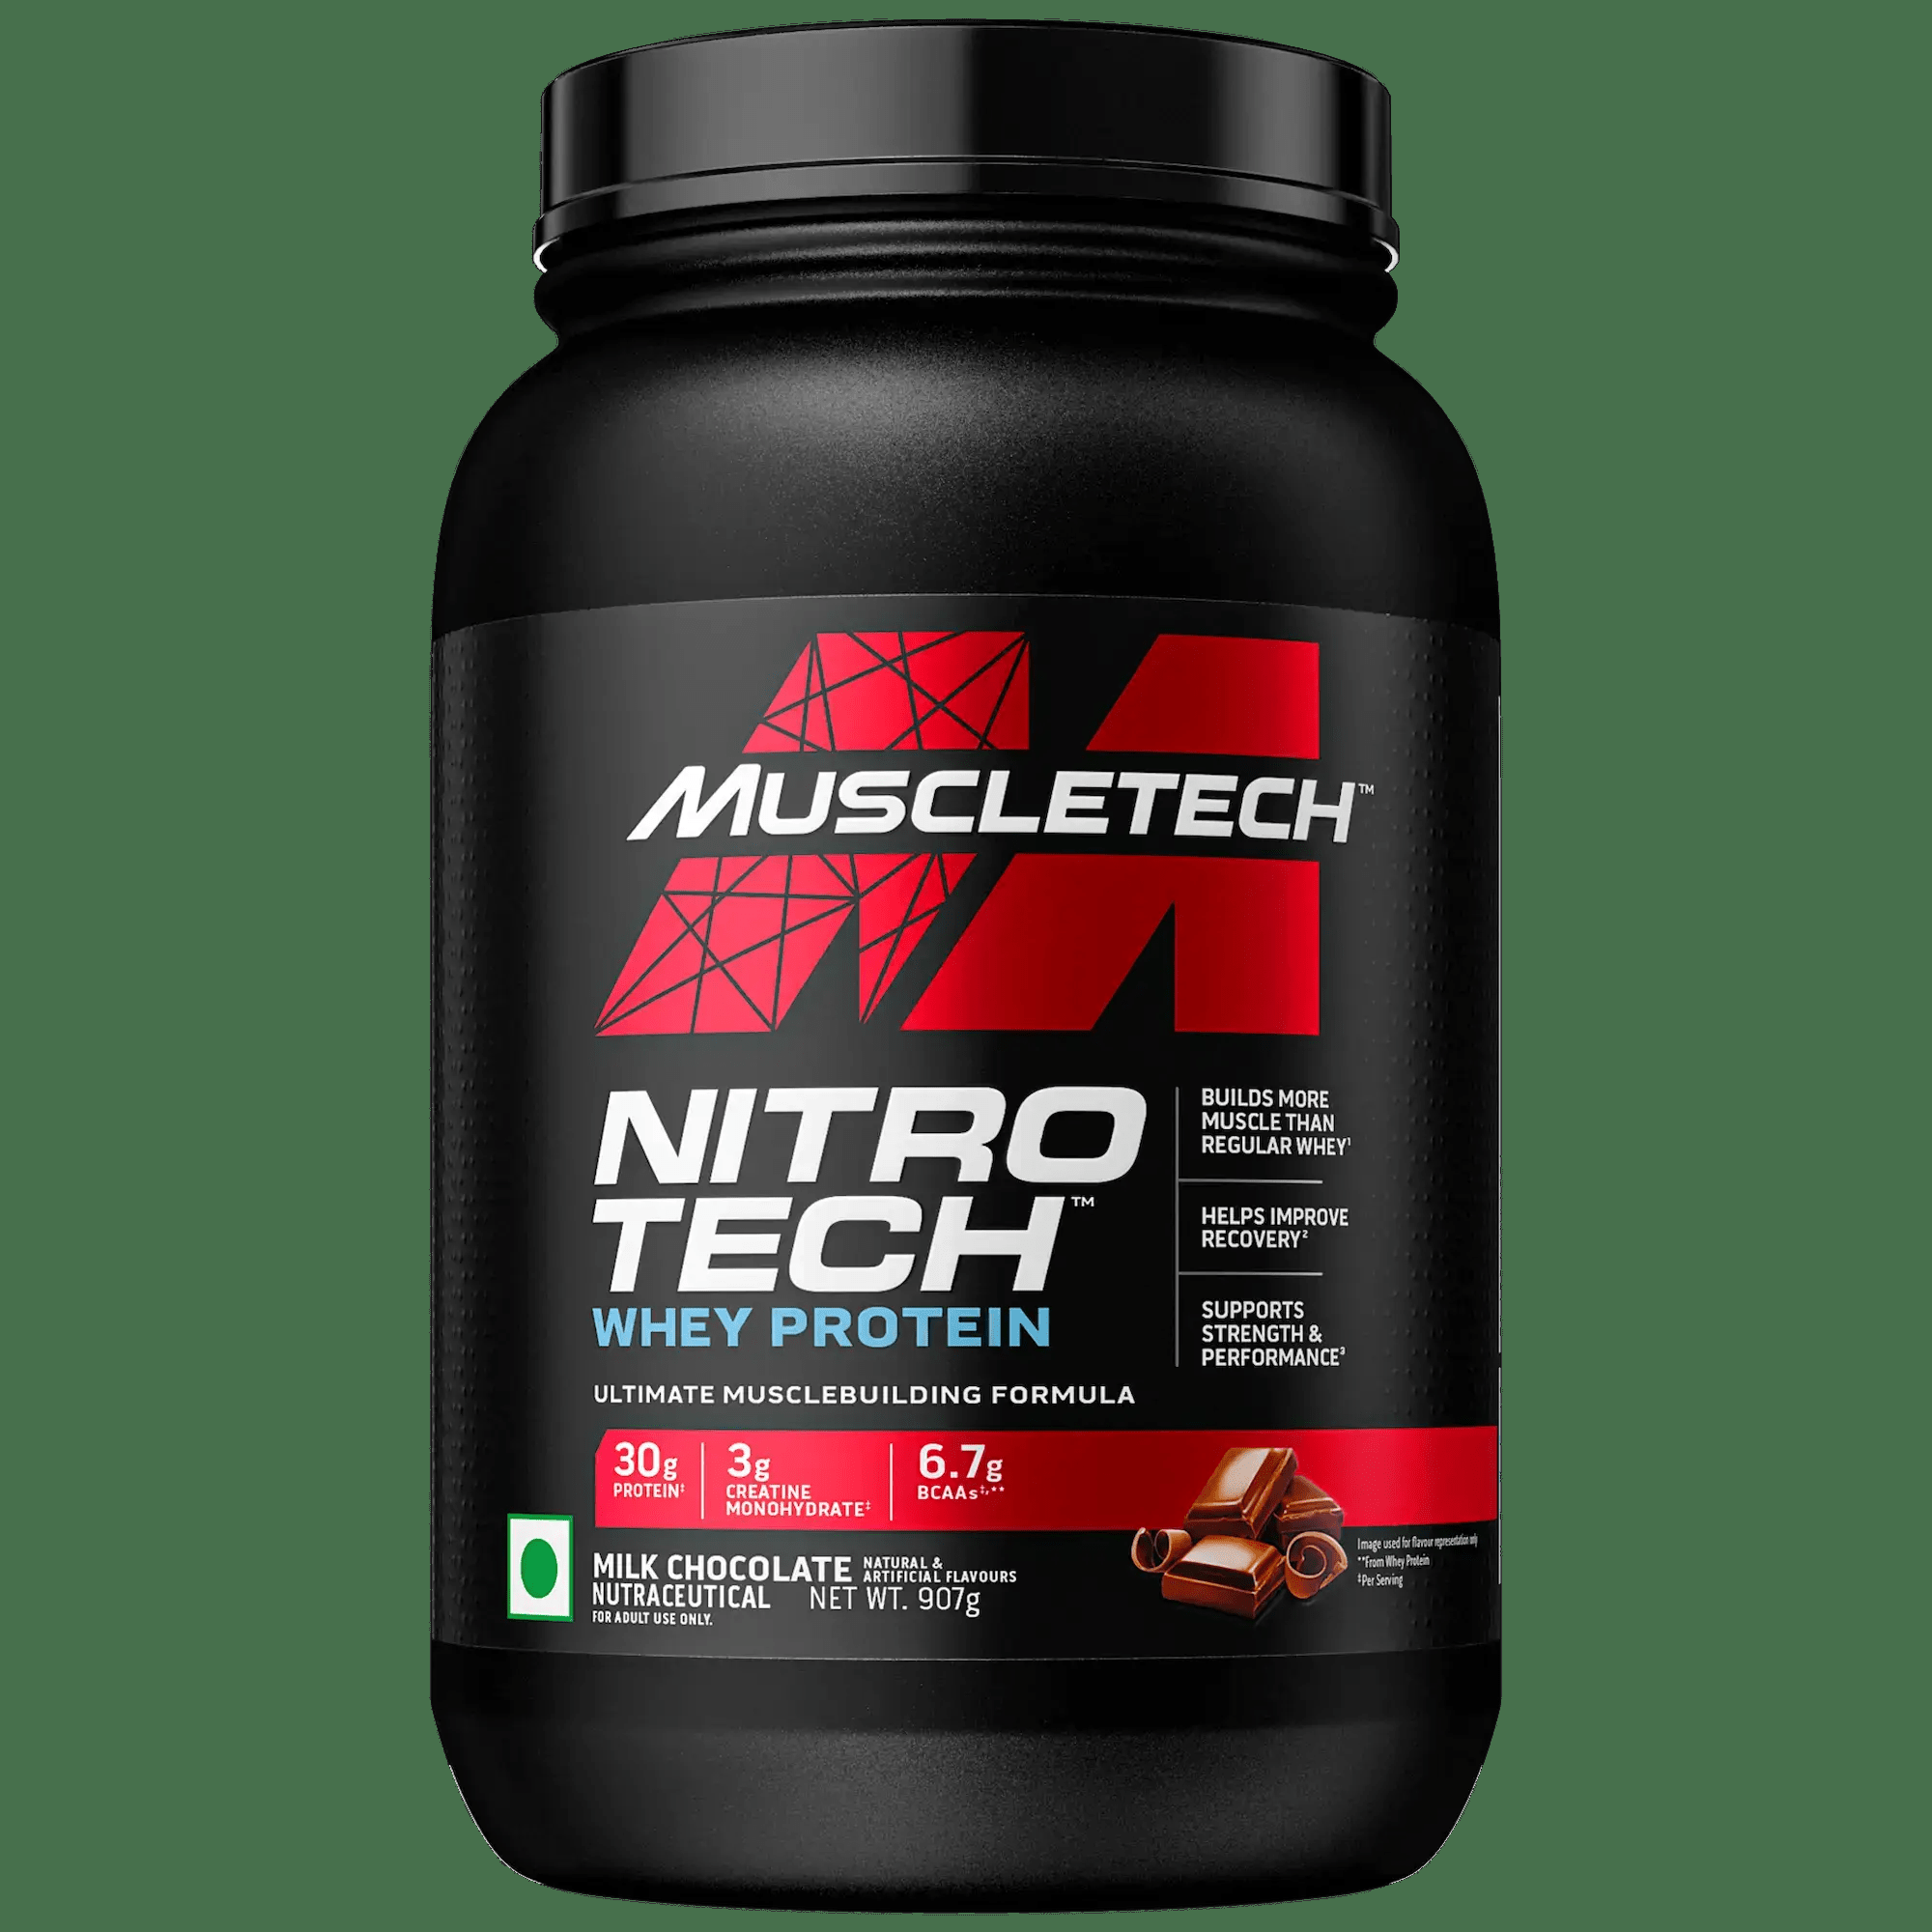 MUSCLETECH™
NITRO
TECH™
WHEY PROTEIN
ULTIMATE MUSCLEBUILDING FORMULA
BUILDS MORE
MUSCLE THAN
REGULAR WHEY¹
HELPS IMPROVE
RECOVERY²
SUPPORTS
STRENGTH &
PERFORMANCE³
30g
PROTEIN‡
3g
CREATINE
MONOHYDRATE‡
6.7g
BCAAs‡,**
MILK CHOCOLATE
NATURAL &
ARTIFICIAL FLAVOURS
NUTRACEUTICAL
NET WT. 907g
FOR ADULT USE ONLY.
Image used for flavour representation only
**From Whey Protein
‡Per Serving